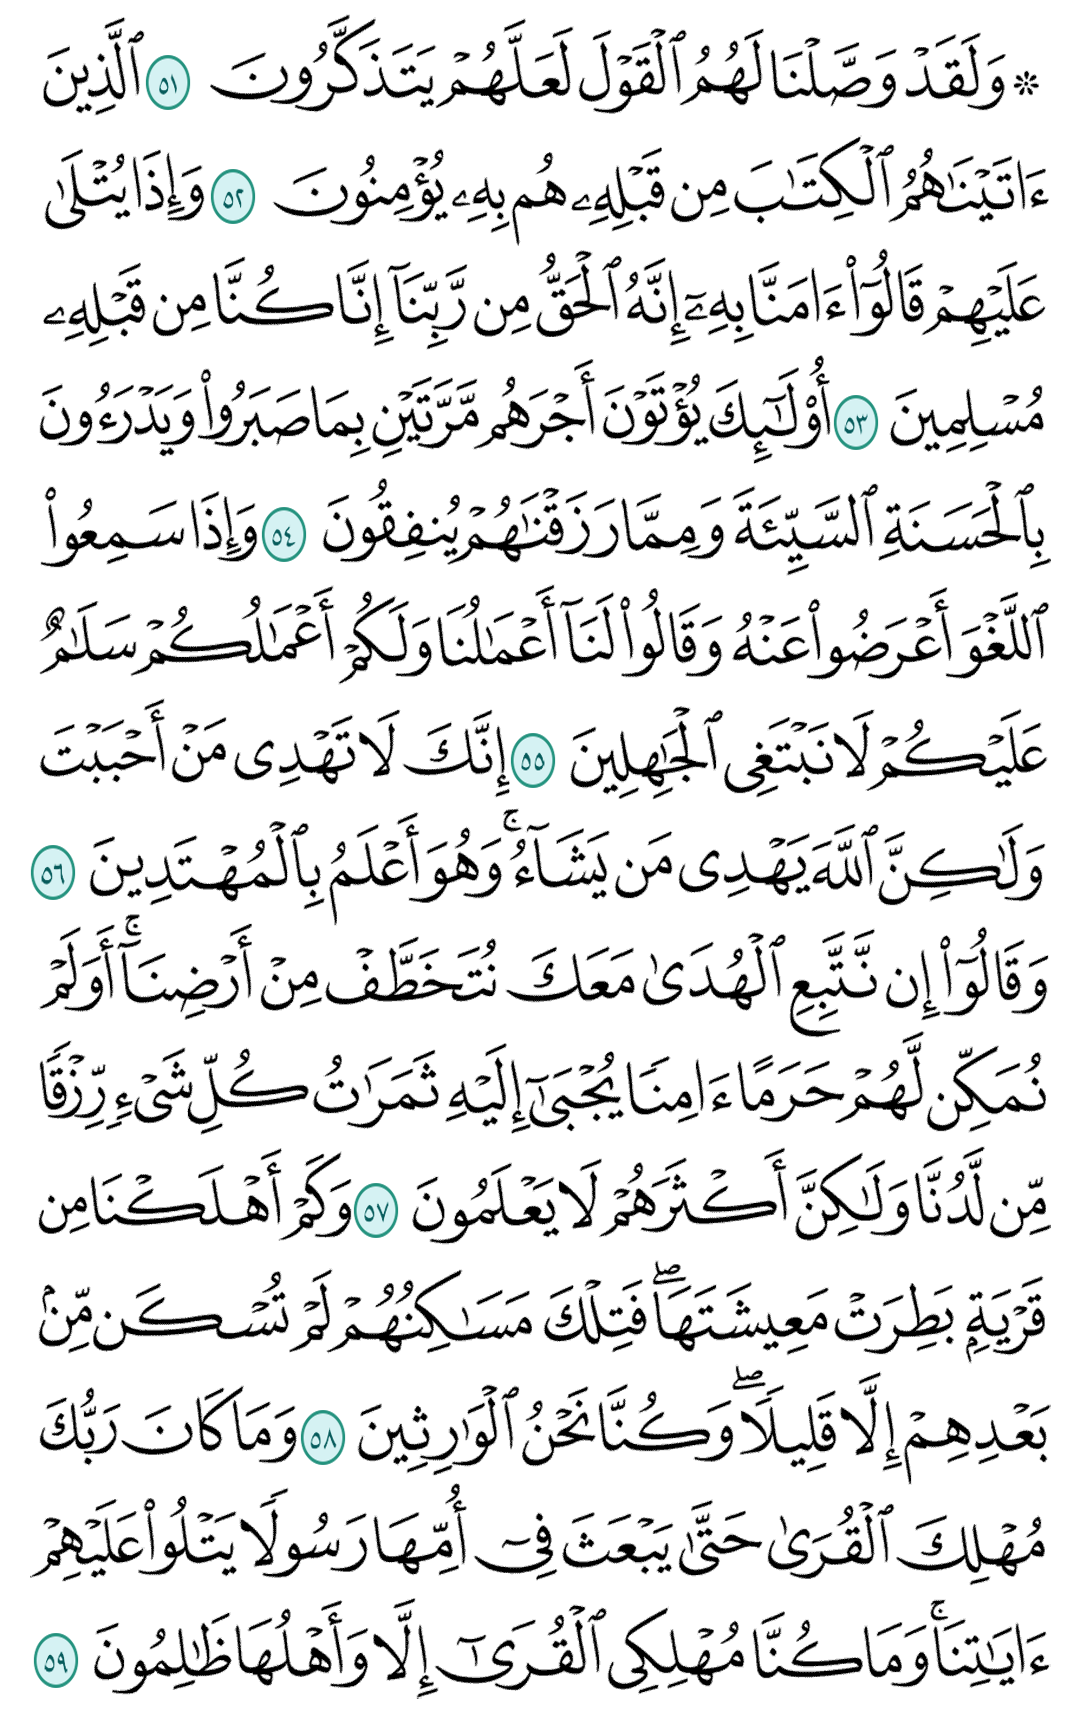 ۞ وَلَقَدۡ وَصَّلۡنَا لَهُمُ ٱلۡقَوۡلَ لَعَلَّهُمۡ يَتَذَكَّرُونَ ٥١ ٱلَّذِينَ
ءَاتَيۡنَٰهُمُ ٱلۡكِتَٰبَ مِن قَبۡلِهِۦ هُم بِهِۦ يُؤۡمِنُونَ ٥٢ وَإِذَا يُتۡلَىٰ
عَلَيۡهِمۡ قَالُوٓاْ ءَامَنَّا بِهِۦٓ إِنَّهُ ٱلۡحَقُّ مِن رَّبِّنَآ إِنَّا كُنَّا مِن قَبۡلِهِۦ
مُسۡلِمِينَ ٥٣ أُوْلَٰٓئِكَ يُؤۡتَوۡنَ أَجۡرَهُم مَّرَّتَيۡنِ بِمَا صَبَرُواْ وَيَدۡرَءُونَ
بِٱلۡحَسَنَةِ ٱلسَّيِّئَةَ وَمِمَّا رَزَقۡنَٰهُمۡ يُنفِقُونَ ٥٤ وَإِذَا سَمِعُواْ
ٱللَّغۡوَ أَعۡرَضُواْ عَنۡهُ وَقَالُواْ لَنَآ أَعۡمَٰلُنَا وَلَكُمۡ أَعۡمَٰلُكُمۡ سَلَٰمٌ
عَلَيۡكُمۡ لَا نَبۡتَغِي ٱلۡجَٰهِلِينَ ٥٥ إِنَّكَ لَا تَهۡدِي مَنۡ أَحۡبَبۡتَ
وَلَٰكِنَّ ٱللَّهَ يَهۡدِي مَن يَشَآءُۚ وَهُوَ أَعۡلَمُ بِٱلۡمُهۡتَدِينَ ٥٦
وَقَالُوٓاْ إِن نَّتَّبِعِ ٱلۡهُدَىٰ مَعَكَ نُتَخَطَّفۡ مِنۡ أَرۡضِنَآۚ أَوَلَمۡ
نُمَكِّن لَّهُمۡ حَرَمًا ءَامِنٗا يُجۡبَىٰٓ إِلَيۡهِ ثَمَرَٰتُ كُلِّ شَيۡءٖ رِّزۡقٗا
مِّن لَّدُنَّا وَلَٰكِنَّ أَكۡثَرَهُمۡ لَا يَعۡلَمُونَ ٥٧ وَكَمۡ أَهۡلَكۡنَا مِن
قَرۡيَةِۭ بَطِرَتۡ مَعِيشَتَهَاۖ فَتِلۡكَ مَسَٰكِنُهُمۡ لَمۡ تُسۡكَن مِّنۢ
بَعۡدِهِمۡ إِلَّا قَلِيلٗاۖ وَكُنَّا نَحۡنُ ٱلۡوَٰرِثِينَ ٥٨ وَمَا كَانَ رَبُّكَ
مُهۡلِكَ ٱلۡقُرَىٰ حَتَّىٰ يَبۡعَثَ فِيٓ أُمِّهَا رَسُولٗا يَتۡلُواْ عَلَيۡهِمۡ
ءَايَٰتِنَاۚ وَمَا كُنَّا مُهۡلِكِي ٱلۡقُرَىٰٓ إِلَّا وَأَهۡلُهَا ظَٰلِمُونَ ٥٩